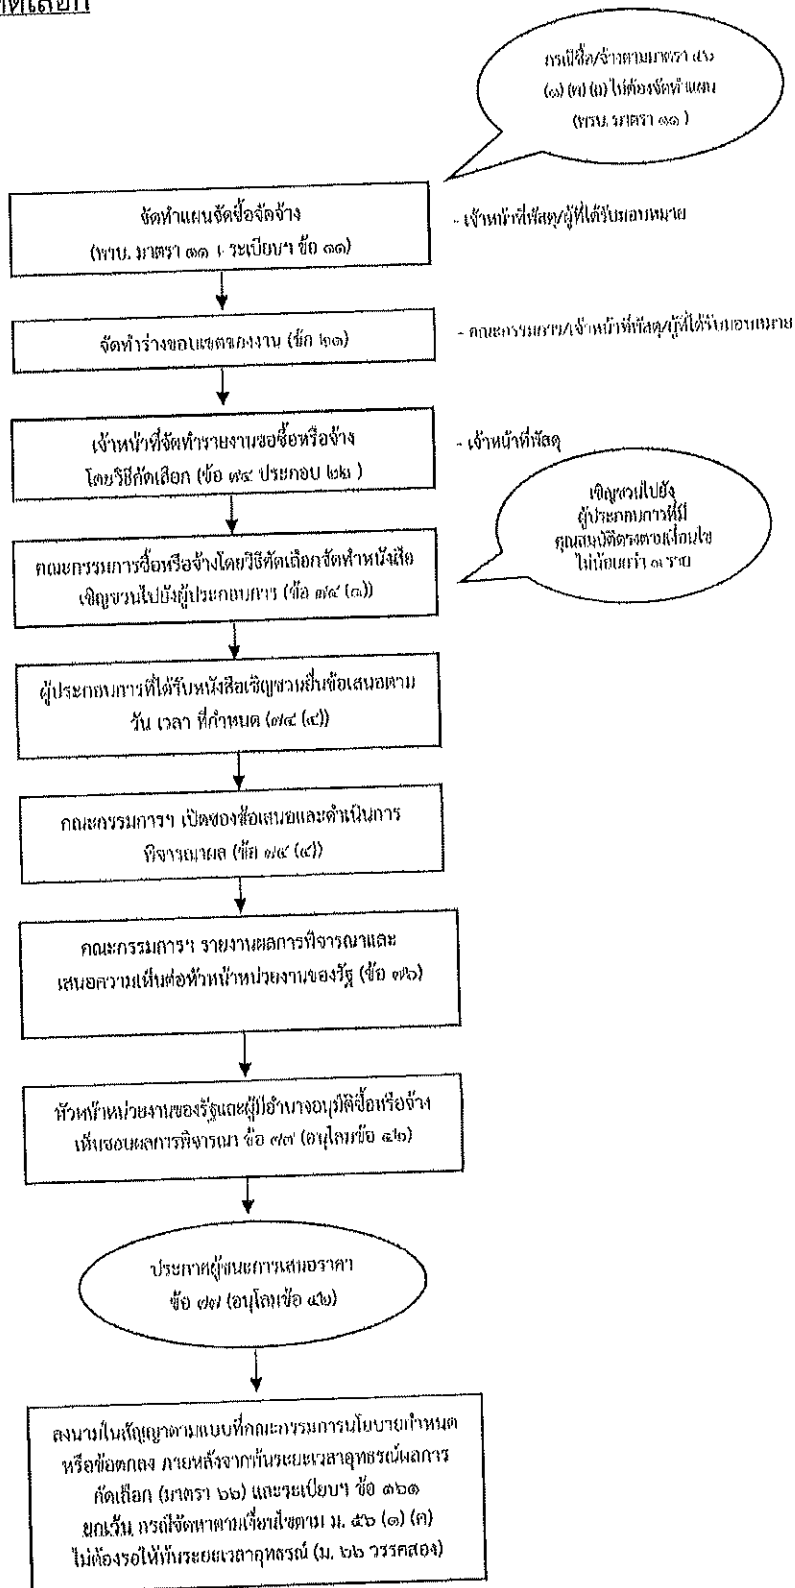 คัดเลือก
กรณีซื้อ/จ้างตามมาตรา ๕๖
(๑) (ค) ไม่ต้องจัดทำแผน
(พรบ. มาตรา ๑๑ )
จัดทำแผนจัดซื้อจัดจ้าง
(พรบ. มาตรา ๑๑ ระเบียบฯ ข้อ ๑๑)
- เจ้าหน้าที่พัสดุ/ผู้ที่ได้รับมอบหมาย
จัดทำร่างขอบเขตของงาน (ข้อ ๒๑)
- คณะกรรมการ/เจ้าหน้าที่พัสดุ/ผู้ที่ได้รับมอบหมาย
เจ้าหน้าที่จัดทำรายงานขอซื้อหรือจ้าง
โดยวิธีคัดเลือก (ข้อ ๗๔ ประกอบ ๒๒ )
- เจ้าหน้าที่พัสดุ
เชิญชวนไปยัง
ผู้ประกอบการที่มี
คุณสมบัติตรงตามเงื่อนไข
ไม่น้อยกว่า ๓ ราย
คณะกรรมการซื้อหรือจ้างโดยวิธีคัดเลือกจัดทำหนังสือ
เชิญชวนไปยังผู้ประกอบการ (ข้อ ๗๔ (๑))
ผู้ประกอบการที่ได้รับหนังสือเชิญชวนยื่นข้อเสนอตาม
วัน เวลา ที่กำหนด (๗๔ (๔))
คณะกรรมการฯ เปิดซองข้อเสนอและดำเนินการ
พิจารณาผล (ข้อ ๗๔ (๔))
คณะกรรมการฯ รายงานผลการพิจารณาและ
เสนอความเห็นต่อหัวหน้าหน่วยงานของรัฐ (ข้อ ๗๖)
หัวหน้าหน่วยงานของรัฐและผู้มีอำนาจอนุมัติซื้อหรือจ้าง
เห็นชอบผลการพิจารณา ข้อ ๗๗ (อนุโลมข้อ ๔๒)
ประกาศผู้ชนะการเสนอราคา
ข้อ ๗๗ (อนุโลมข้อ ๔๒)
ลงนามในสัญญาตามแบบที่คณะกรรมการนโยบายกำหนด
หรือข้อตกลง ภายหลังจากพ้นระยะเวลาอุทธรณ์ผลการ
คัดเลือก (มาตรา ๖๖) และระเบียบฯ ข้อ ๑๖๑
ยกเว้น กรณีจัดหาตามเงื่อนไขตาม ม. ๕๖ (๑) (ค)
ไม่ต้องรอให้พ้นระยะเวลาอุทธรณ์ (ม. ๖๖ วรรคสอง)